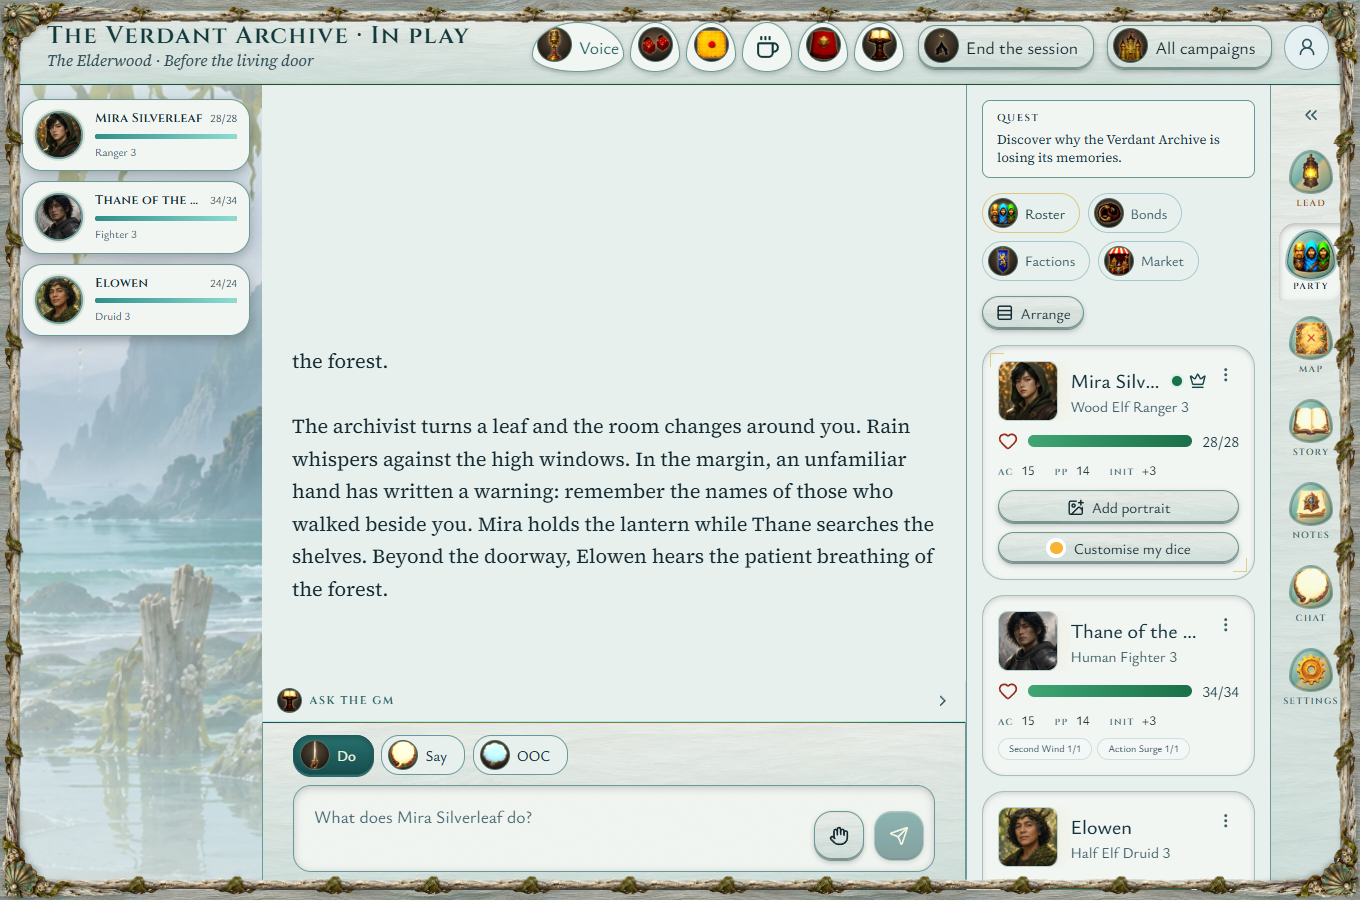 The Verdant Archive · In play
The Elderwood · Before the living door
Voice
End the session
All campaigns
Mira Silverleaf 28/28
Ranger 3
Thane of the ... 34/34
Fighter 3
Elowen 24/24
Druid 3
the forest.
The archivist turns a leaf and the room changes around you. Rain
whispers against the high windows. In the margin, an unfamiliar
hand has written a warning: remember the names of those who
walked beside you. Mira holds the lantern while Thane searches the
shelves. Beyond the doorway, Elowen hears the patient breathing of
the forest.
ASK THE GM
Do
Say
OOC
What does Mira Silverleaf do?
QUEST
Discover why the Verdant Archive is
losing its memories.
Roster
Bonds
Factions
Market
Arrange
Mira Silv...
Wood Elf Ranger 3
28/28
AC 15 PP 14 INIT +3
Add portrait
Customise my dice
Thane of the ...
Human Fighter 3
34/34
AC 15 PP 14 INIT +3
Second Wind 1/1
Action Surge 1/1
Elowen
Half Elf Druid 3
LEAD
PARTY
MAP
STORY
NOTES
CHAT
SETTINGS